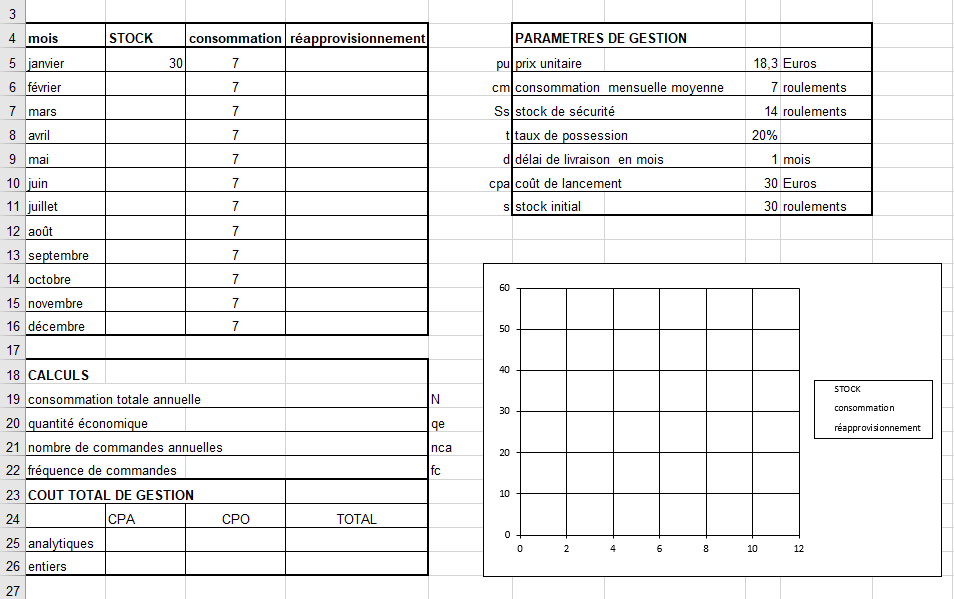 3
4 mois STOCK consommation réapprovisionnement PARAMETRES DE GESTION
5 janvier 30 7 pu prix unitaire 18,3 Euros
6 février 7 cm consommation mensuelle moyenne 7 roulements
7 mars 7 Ss stock de sécurité 14 roulements
8 avril 7 t taux de possession 20%
9 mai 7 d délai de livraison en mois 1 mois
10 juin 7 cpa coût de lancement 30 Euros
11 juillet 7 s stock initial 30 roulements
12 août 7
13 septembre 7
14 octobre 7
15 novembre 7
16 décembre 7
17
18 CALCULS
19 consommation totale annuelle N
20 quantité économique qe
21 nombre de commandes annuelles nca
22 fréquence de commandes fc
23 COUT TOTAL DE GESTION
24 CPA CPO TOTAL
25 analytiques
26 entiers
27
60
50
40
30
20
10
0
0 2 4 6 8 10 12
STOCK
consommation
réapprovisionnement